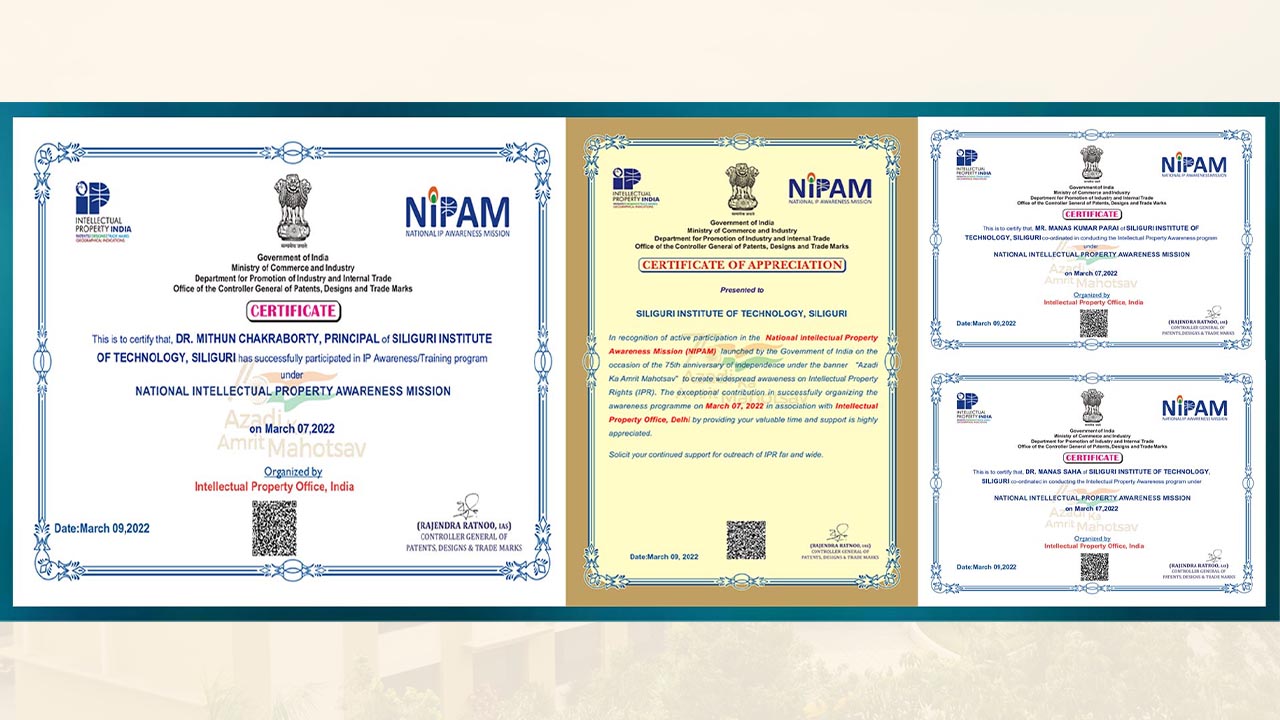 INTELLECTUAL
PROPERTY INDIA
PATENTS | DESIGNS | TRADE MARKS
GEOGRAPHICAL INDICATIONS
सत्यमेव जयते
NIPAM
NATIONAL IP AWARENESS MISSION
Government of India
Ministry of Commerce and Industry
Department for Promotion of Industry and Internal Trade
Office of the Controller General of Patents, Designs and Trade Marks
CERTIFICATE
This is to certify that, DR. MITHUN CHAKRABORTY, PRINCIPAL of SILIGURI INSTITUTE
OF TECHNOLOGY, SILIGURI has successfully participated in IP Awareness/Training program
under
NATIONAL INTELLECTUAL PROPERTY AWARENESS MISSION
Azadi
Ka
Amrit Mahotsav
on March 07,2022
Organized by
Intellectual Property Office, India
Date:March 09,2022
(RAJENDRA RATNOO, IAS)
CONTROLLER GENERAL OF
PATENTS, DESIGNS & TRADE MARKS
INTELLECTUAL
PROPERTY INDIA
PATENTS | DESIGNS | TRADE MARKS
GEOGRAPHICAL INDICATIONS
सत्यमेव जयते
NIPAM
NATIONAL IP AWARENESS MISSION
Government of India
Ministry of Commerce and Industry
Department for Promotion of Industry and Internal Trade
Office of the Controller General of Patents, Designs and Trade Marks
CERTIFICATE OF APPRECIATION
Presented to
SILIGURI INSTITUTE OF TECHNOLOGY, SILIGURI
In recognition of active participation in the National Intellectual Property
Awareness Mission (NIPAM) launched by the Government of India on the
occasion of the 75th anniversary of independence under the banner "Azadi
Ka Amrit Mahotsav" to create widespread awareness on Intellectual Property
Rights (IPR). The exceptional contribution in successfully organizing the
awareness programme on March 07, 2022 in association with Intellectual
Property Office, Delhi by providing your valuable time and support is highly
appreciated.
Solicit your continued support for outreach of IPR far and wide.
Date:March 09, 2022
(RAJENDRA RATNOO, IAS)
CONTROLLER GENERAL OF
PATENTS, DESIGNS & TRADE MARKS
INTELLECTUAL
PROPERTY INDIA
NIPAM
NATIONAL IP AWARENESS MISSION
Government of India
Ministry of Commerce and Industry
Department for Promotion of Industry and Internal Trade
Office of the Controller General of Patents, Designs and Trade Marks
CERTIFICATE
This is to certify that, MR. MANAS KUMAR PARAI of SILIGURI INSTITUTE OF
TECHNOLOGY, SILIGURI co-ordinated in conducting the Intellectual Property Awareness program
under
NATIONAL INTELLECTUAL PROPERTY AWARENESS MISSION
Azadi
Ka
Amrit Mahotsav
on March 07,2022
Organized by
Intellectual Property Office, India
Date:March 09,2022
(RAJENDRA RATNOO, IAS)
CONTROLLER GENERAL OF
PATENTS, DESIGNS & TRADE MARKS
INTELLECTUAL
PROPERTY INDIA
NIPAM
NATIONAL IP AWARENESS MISSION
Government of India
Ministry of Commerce and Industry
Department for Promotion of Industry and Internal Trade
Office of the Controller General of Patents, Designs and Trade Marks
CERTIFICATE
This is to certify that, DR. MANAS SAHA of SILIGURI INSTITUTE OF TECHNOLOGY,
SILIGURI co-ordinated in conducting the Intellectual Property Awareness program under
NATIONAL INTELLECTUAL PROPERTY AWARENESS MISSION
on March 07,2022
Azadi
Ka
Amrit Mahotsav
Organized by
Intellectual Property Office, India
Date:March 09,2022
(RAJENDRA RATNOO, IAS)
CONTROLLER GENERAL OF
PATENTS, DESIGNS & TRADE MARKS